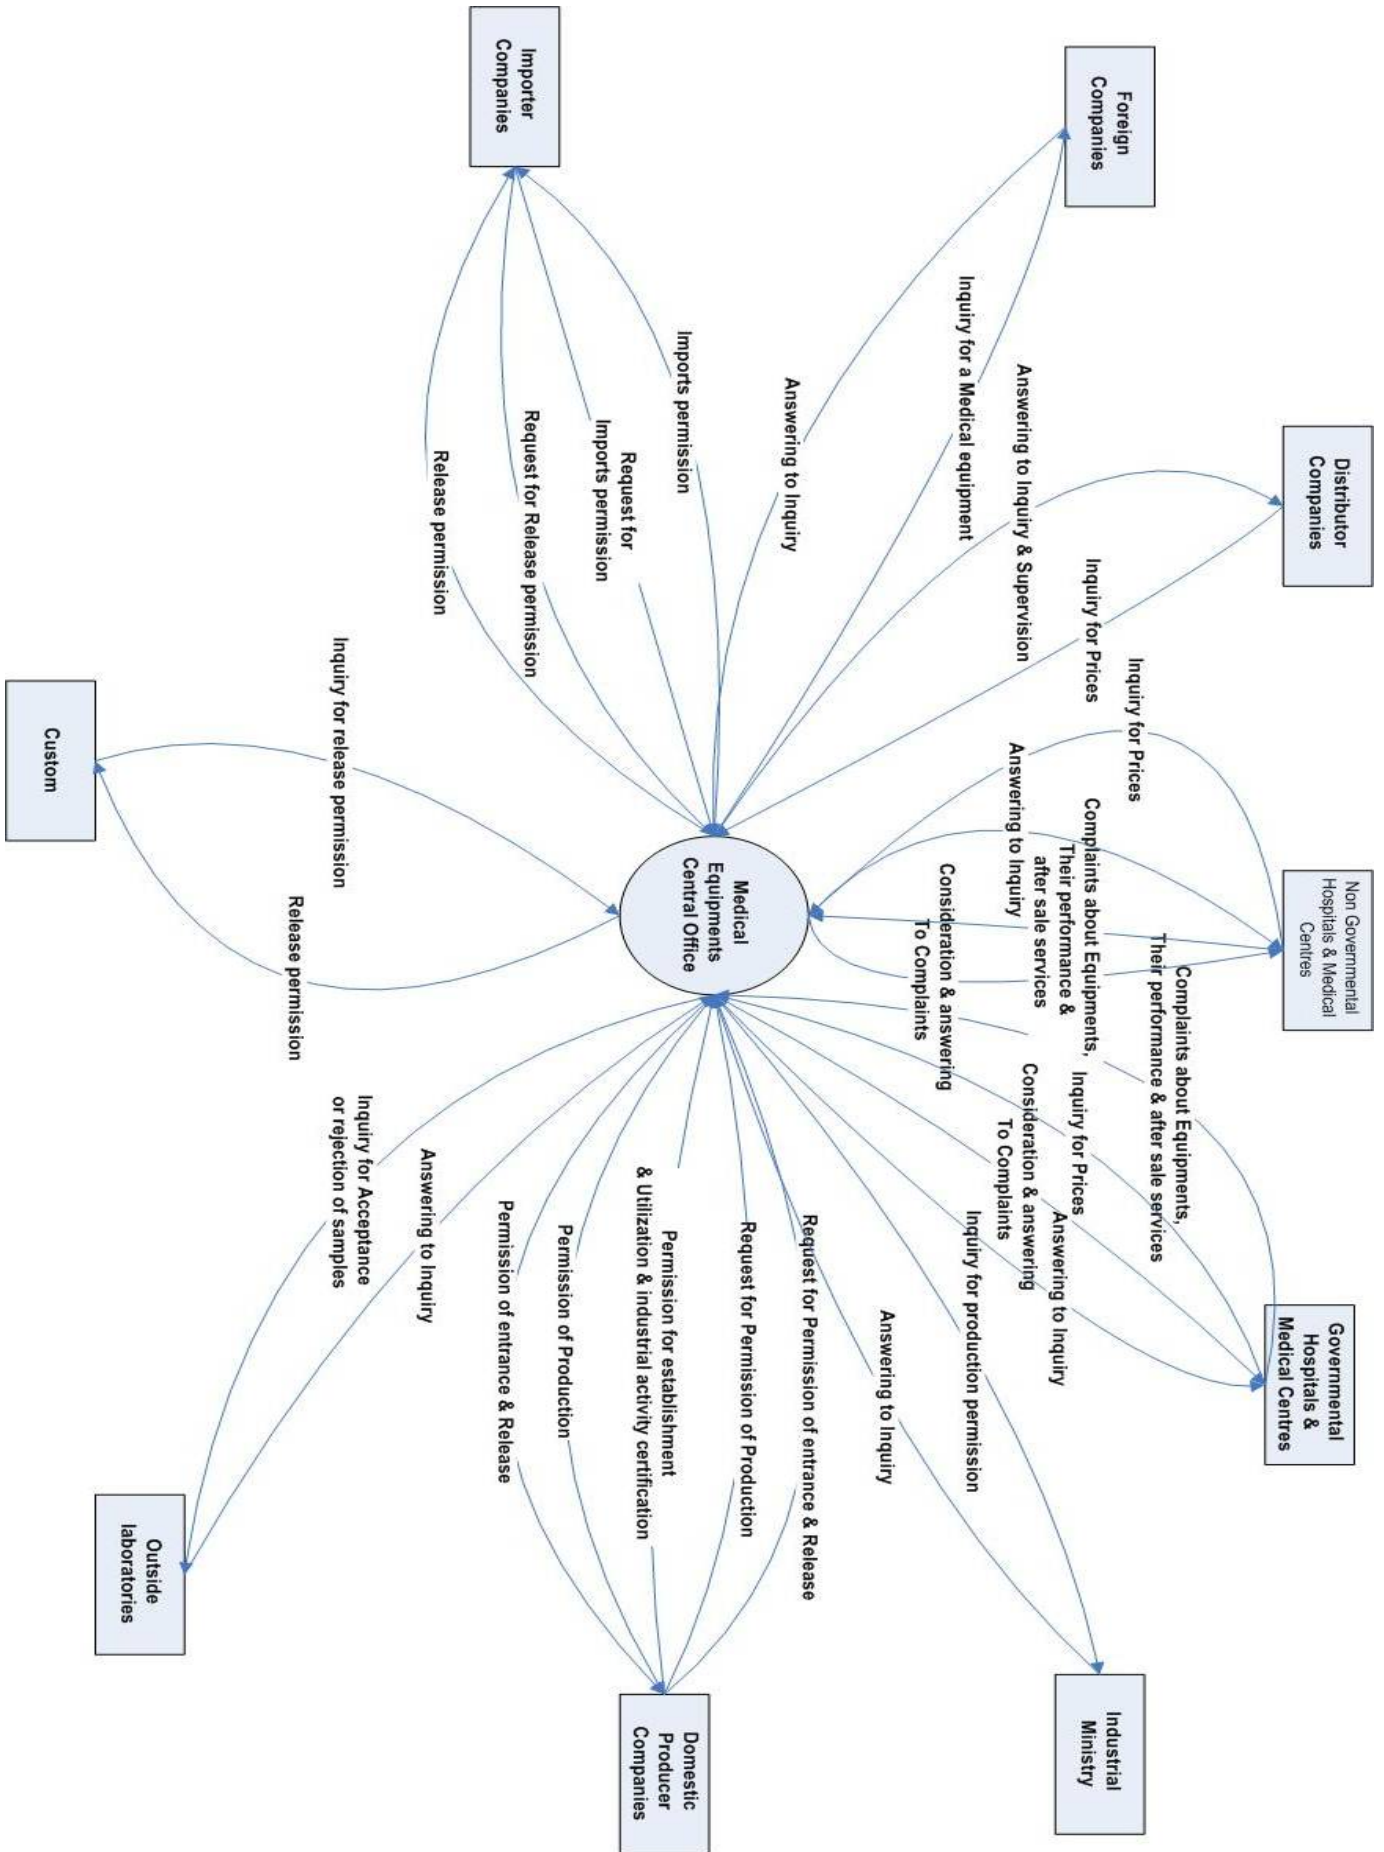 Importer
Companies
Foreign
Companies
Distributor
Companies
Non Governmental
Hospitals & Medical
Centres
Governmental
Hospitals &
Medical Centres
Industrial
Ministry
Domestic
Producer
Companies
Outside
laboratories
Custom
Medical
Equipments
Central Office
Imports permission
Request for
Imports permission
Request for Release permission
Release permission
Answering to Inquiry
Inquiry for a Medical equipment
Answering to Inquiry & Supervision
Inquiry for Prices
Inquiry for Prices
Answering to Inquiry
Complaints about Equipments,
Their performance &
after sale services
Consideration & answering
To Complaints
Complaints about Equipments,
Their performance & after sale services
Inquiry for Prices
Consideration & answering
To Complaints
Answering to Inquiry
Inquiry for production permission
Answering to Inquiry
Request for Permission of entrance & Release
Request for Permission of Production
Permission for establishment
& Utilization & industrial activity certification
Permission of Production
Permission of entrance & Release
Answering to Inquiry
Inquiry for Acceptance
or rejection of samples
Inquiry for release permission
Release permission